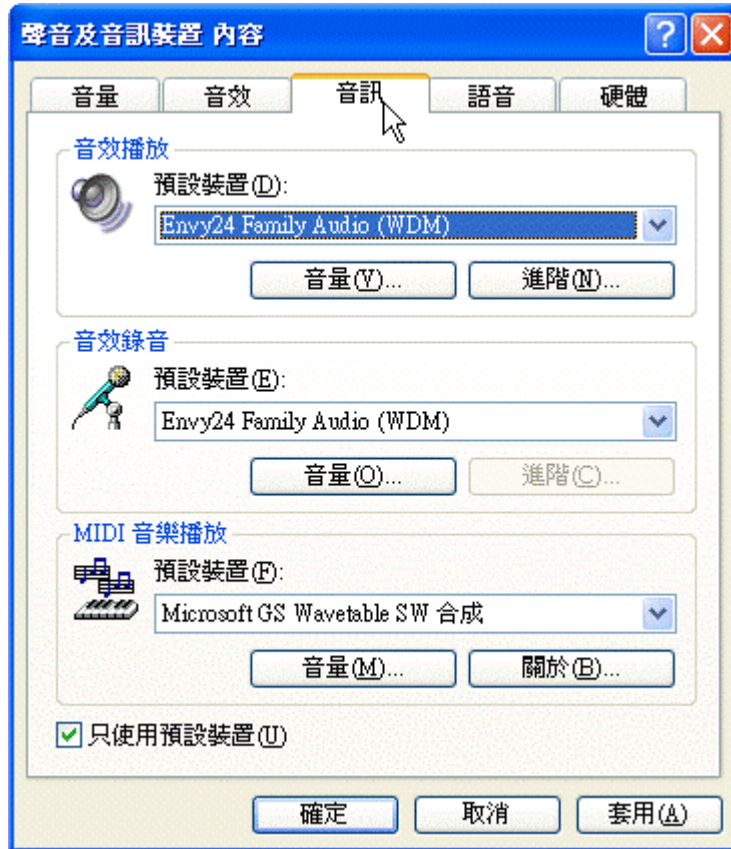 聲音及音訊裝置 內容
音量 音效 音訊 語音 硬體
音效播放
預設裝置(D):
Envy24 Family Audio (WDM)
音量(V)... 進階(N)...
音效錄音
預設裝置(E):
Envy24 Family Audio (WDM)
音量(O)... 進階(C)...
MIDI 音樂播放
預設裝置(F):
Microsoft GS Wavetable SW 合成
音量(M)... 關於(B)...
只使用預設裝置(U)
確定 取消 套用(A)